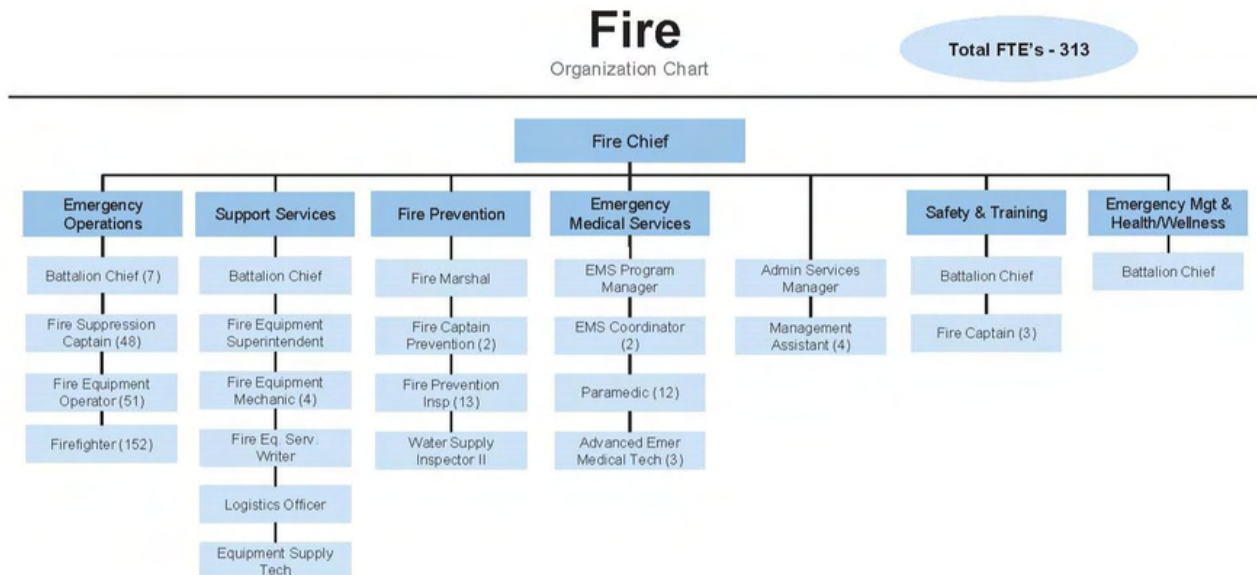 Fire
Organization Chart
Total FTE's - 313
Fire Chief
Emergency
Operations
Battalion Chief (7)
Fire Suppression
Captain (48)
Fire Equipment
Operator (51)
Firefighter (152)
Support Services
Battalion Chief
Fire Equipment
Superintendent
Fire Equipment
Mechanic (4)
Fire Eq. Serv.
Writer
Logistics Officer
Equipment Supply
Tech
Fire Prevention
Fire Marshal
Fire Captain
Prevention (2)
Fire Prevention
Insp (13)
Water Supply
Inspector II
Emergency
Medical Services
EMS Program
Manager
EMS Coordinator
(2)
Paramedic (12)
Advanced Emer
Medical Tech (3)
Admin Services
Manager
Management
Assistant (4)
Safety & Training
Battalion Chief
Fire Captain (3)
Emergency Mgt &
Health/Wellness
Battalion Chief